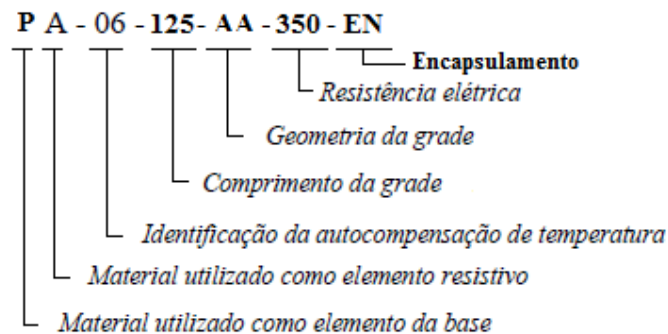 P A - 06 - 125- AA - 350 - EN
Encapsulamento
Resistência elétrica
Geometria da grade
Comprimento da grade
Identificação da autocompensação de temperatura
Material utilizado como elemento resistivo
Material utilizado como elemento da base